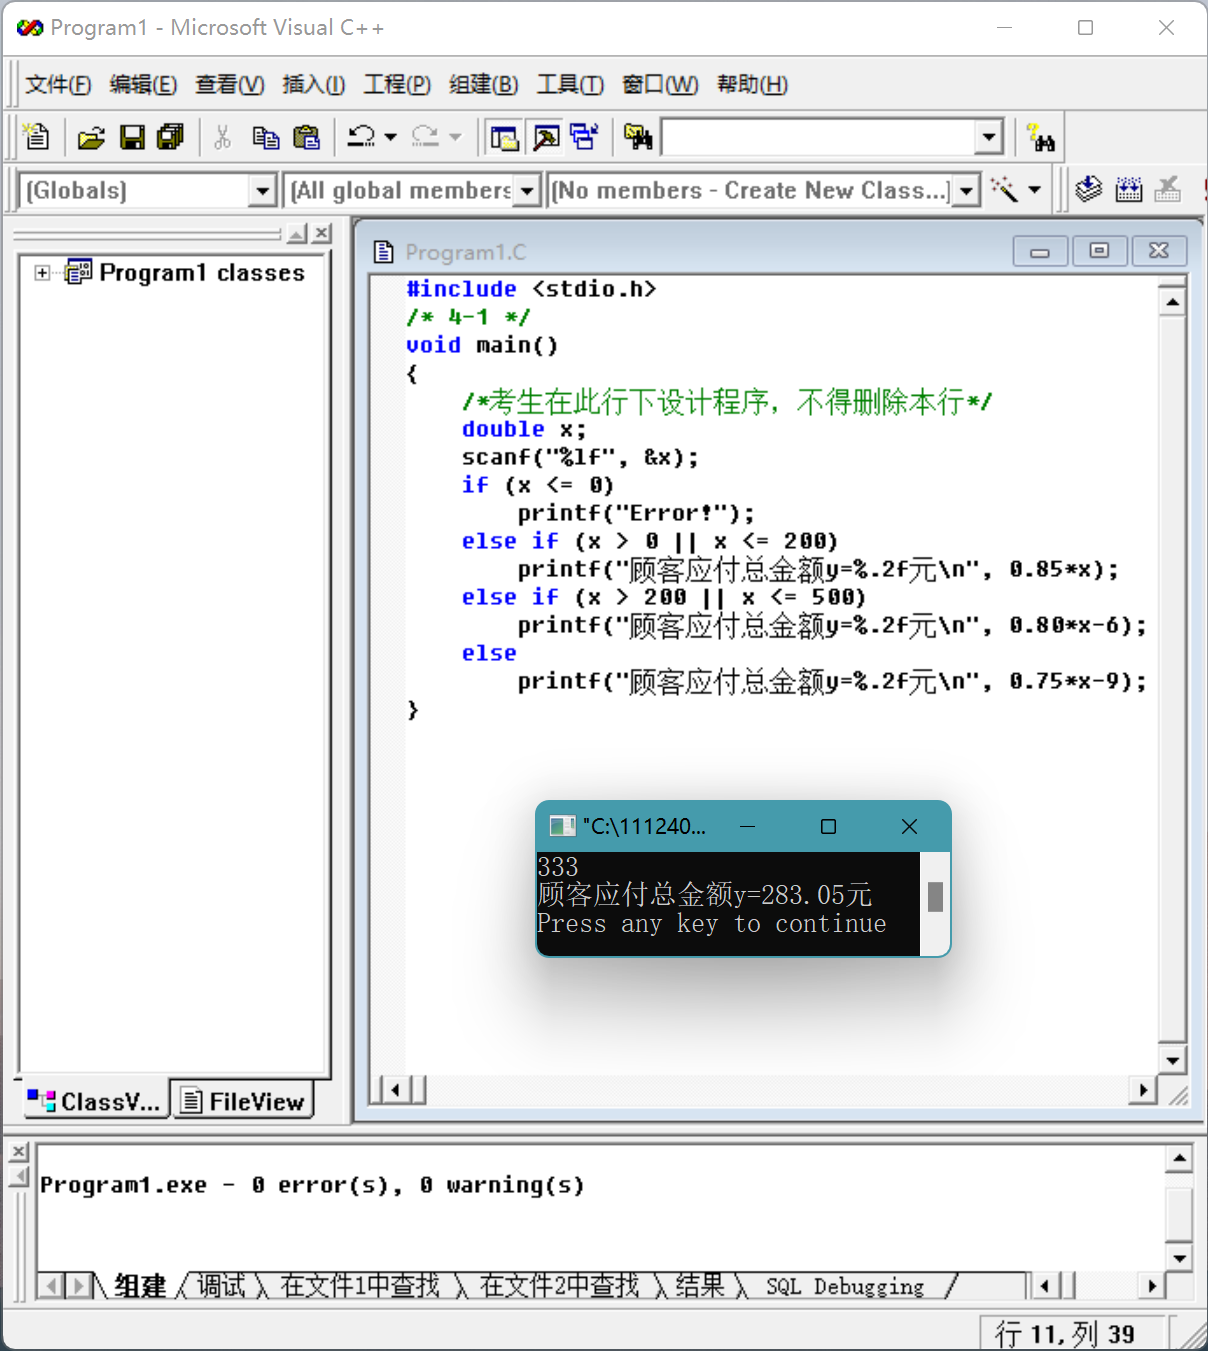 Program1 - Microsoft Visual C++
文件(F) 编辑(E) 查看(V) 插入(I) 工程(P) 组建(B) 工具(T) 窗口(W) 帮助(H)
(Globals) (All global members (No members - Create New Class...)
Program1 classes
ClassV... FileView
Program1.C
#include <stdio.h>
/* 4-1 */
void main()
{
    /*考生在此行下设计程序，不得删除本行*/
    double x;
    scanf("%lf", &x);
    if (x <= 0)
        printf("Error!");
    else if (x > 0 || x <= 200)
        printf("顾客应付总金额y=%.2f元\n", 0.85*x);
    else if (x > 200 || x <= 500)
        printf("顾客应付总金额y=%.2f元\n", 0.80*x-6);
    else
        printf("顾客应付总金额y=%.2f元\n", 0.75*x-9);
}
"C:\111240...
333
顾客应付总金额y=283.05元
Press any key to continue
Program1.exe - 0 error(s), 0 warning(s)
组建 调试 在文件1中查找 在文件2中查找 结果 SQL Debugging
行 11, 列 39